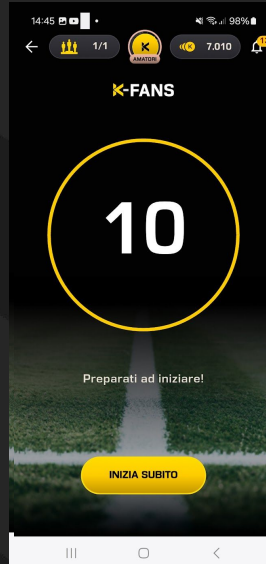 14:45 98%
1/1 K AMATORI K 7.010
K-FANS
10
Preparati ad iniziare!
INIZIA SUBITO